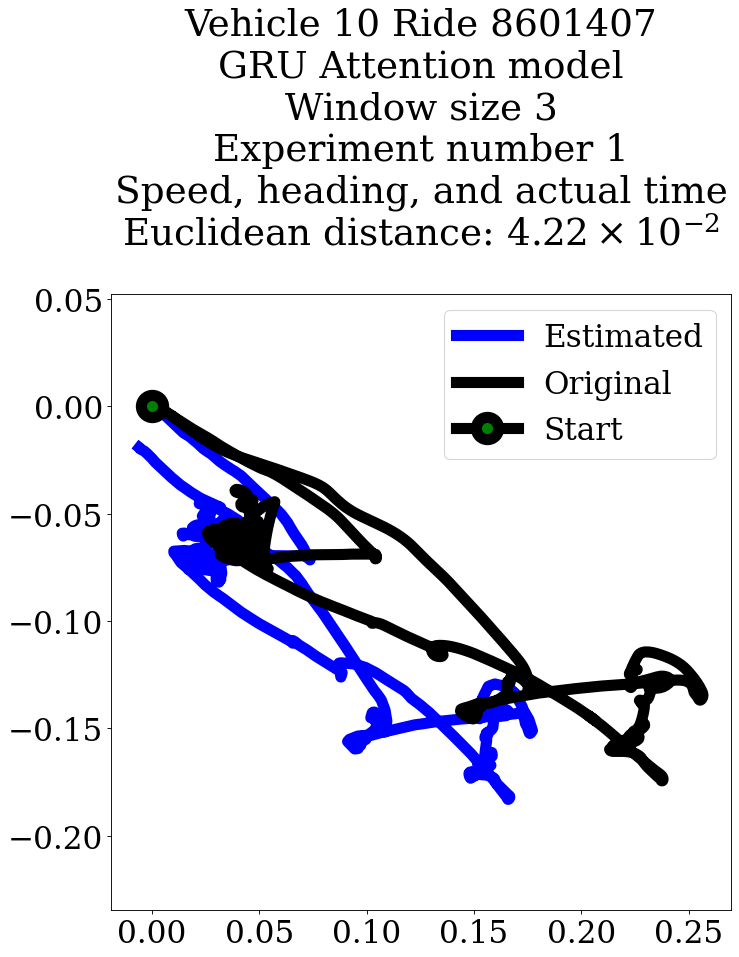 Vehicle 10 Ride 8601407
GRU Attention model
Window size 3
Experiment number 1
Speed, heading, and actual time
Euclidean distance: 4.22 × 10⁻²
Estimated
Original
Start
0.05
0.00
−0.05
−0.10
−0.15
−0.20
0.00 0.05 0.10 0.15 0.20 0.25